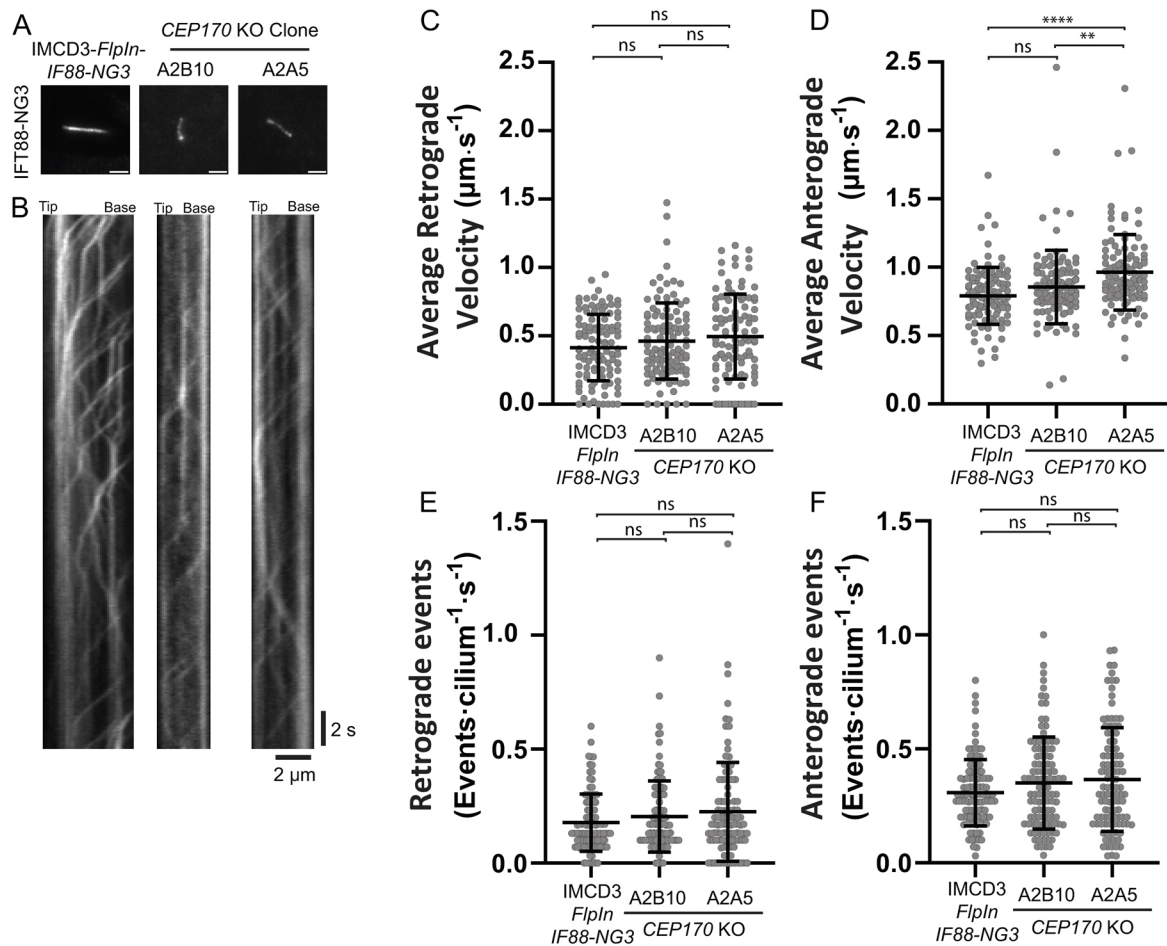 A
IMCD3-FlpIn-
IF88-NG3
CEP170 KO Clone
A2B10
A2A5
IFT88-NG3
B
Tip
Base
Tip
Base
Tip
Base
2 s
2 µm
C
ns
ns
ns
Average Retrograde
Velocity (µm·s⁻¹)
2.5
2.0
1.5
1.0
0.5
0.0
IMCD3
FlpIn
IF88-NG3
A2B10
A2A5
CEP170 KO
D
****
**
ns
Average Anterograde
Velocity (µm·s⁻¹)
2.5
2.0
1.5
1.0
0.5
0.0
IMCD3
FlpIn
IF88-NG3
A2B10
A2A5
CEP170 KO
E
ns
ns
ns
Retrograde events
(Events·cilium⁻¹·s⁻¹)
1.5
1.0
0.5
0.0
IMCD3
FlpIn
IF88-NG3
A2B10
A2A5
CEP170 KO
F
ns
ns
ns
Anterograde events
(Events·cilium⁻¹·s⁻¹)
1.5
1.0
0.5
0.0
IMCD3
FlpIn
IF88-NG3
A2B10
A2A5
CEP170 KO